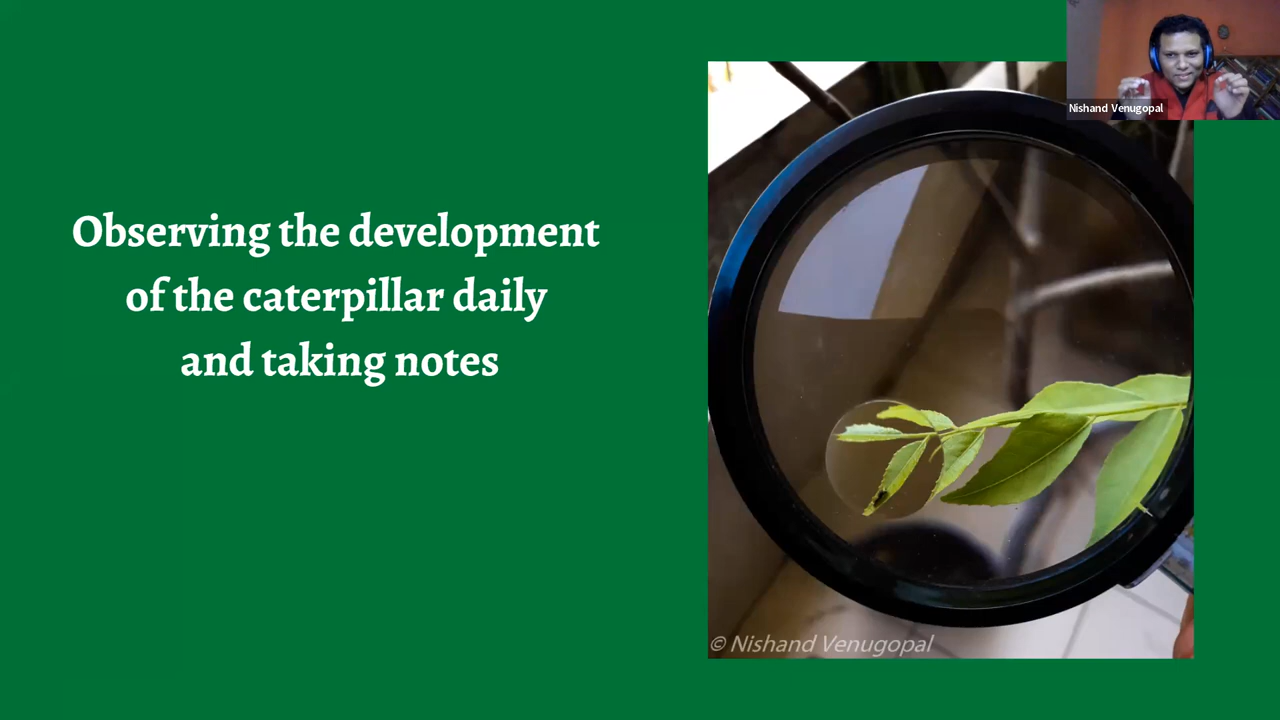 Observing the development
of the caterpillar daily
and taking notes
Nishand Venugopal
© Nishand Venugopal